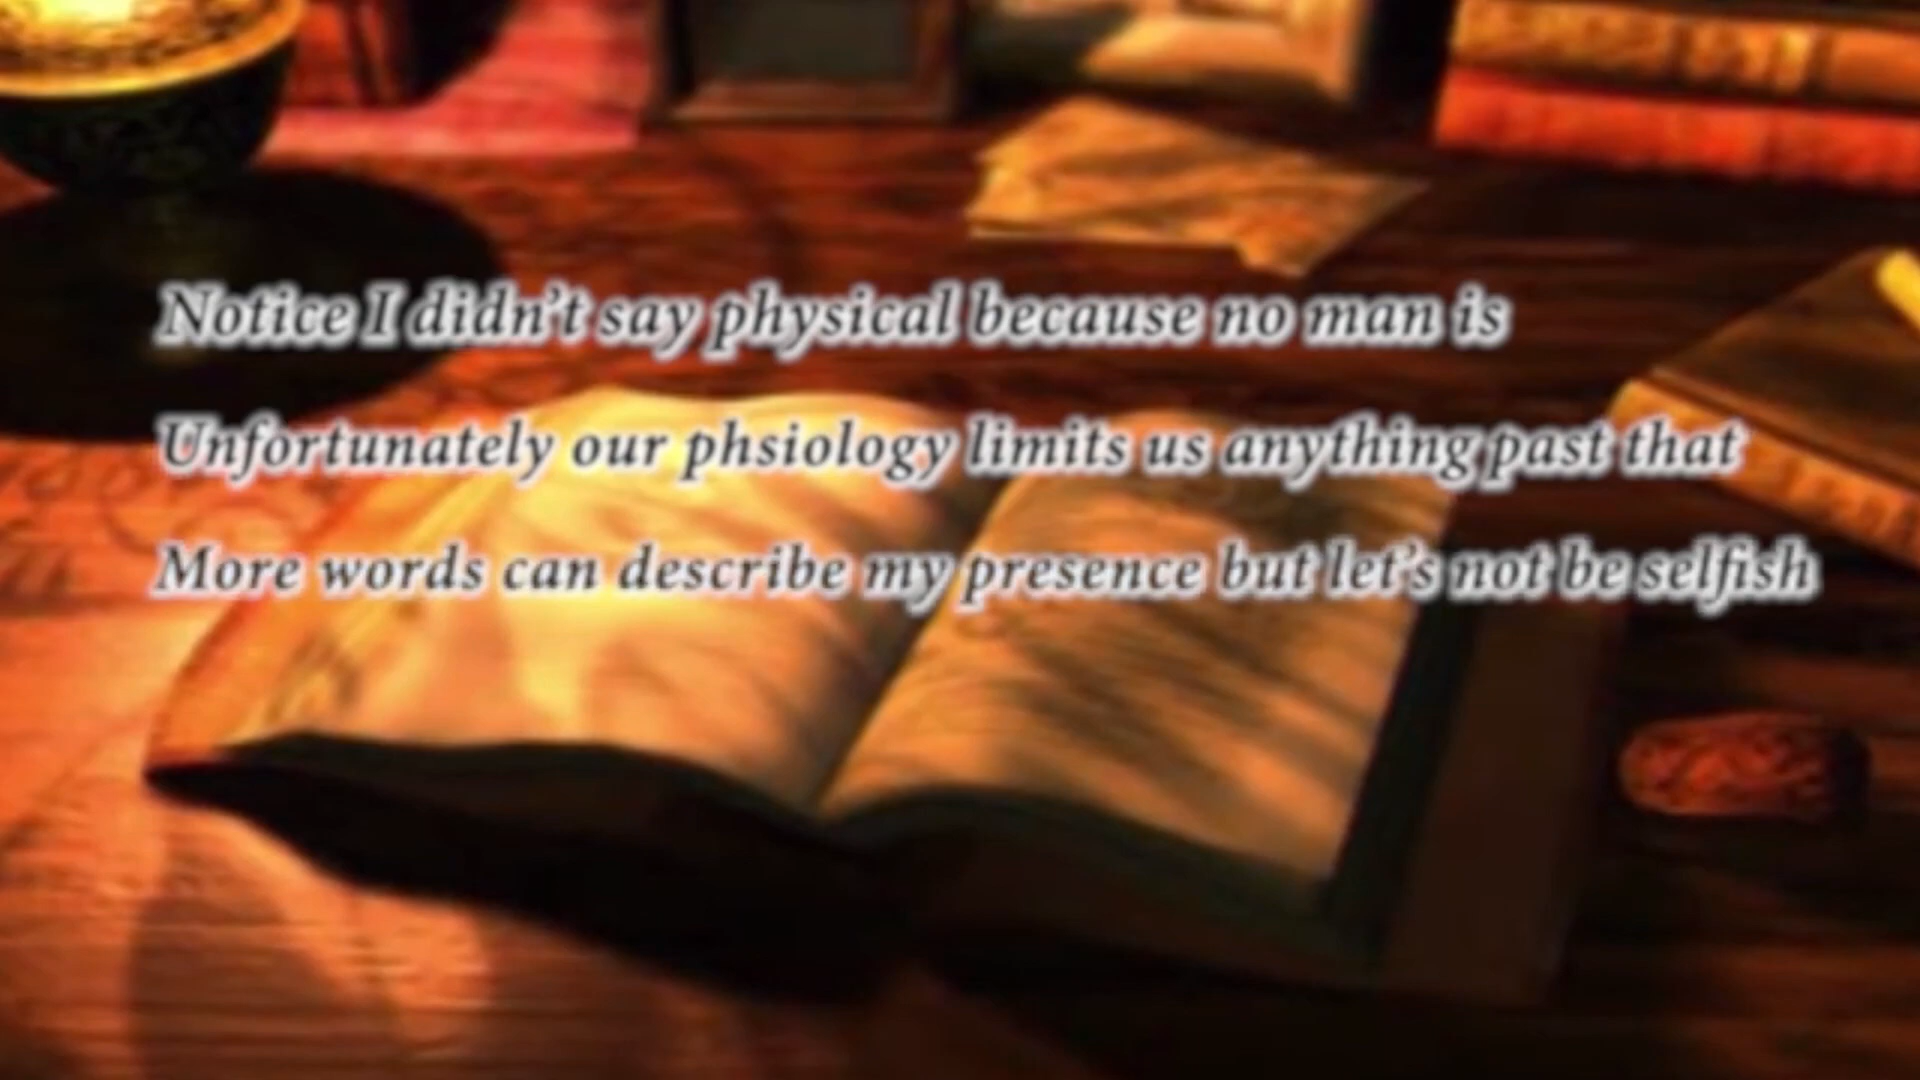 Notice I didn't say physical because no man is
Unfortunately our phsiology limits us anything past that
More words can describe my presence but let's not be selfish